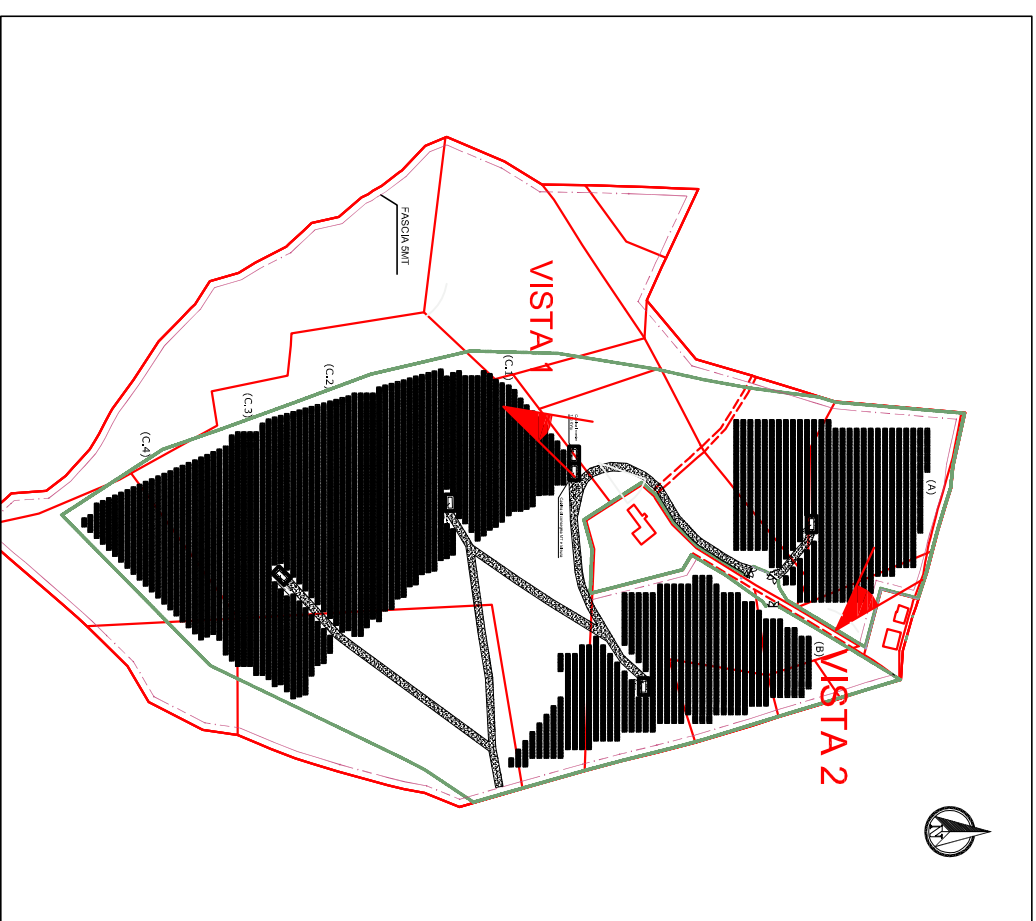 FASCIA 5MT
VISTA 1
(C.1)
(C.2)
(C.3)
(C.4)
(A)
(B)
VISTA 2
N